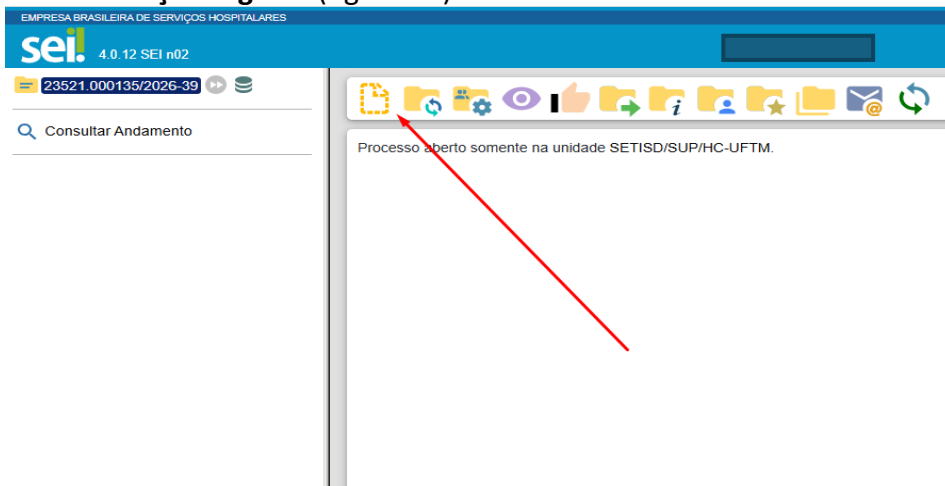 EMPRESA BRASILEIRA DE SERVIÇOS HOSPITALARES
sei! 4.0.12 SEI n02
23521.000135/2026-39
Consultar Andamento
Processo aberto somente na unidade SETISD/SUP/HC-UFTM.